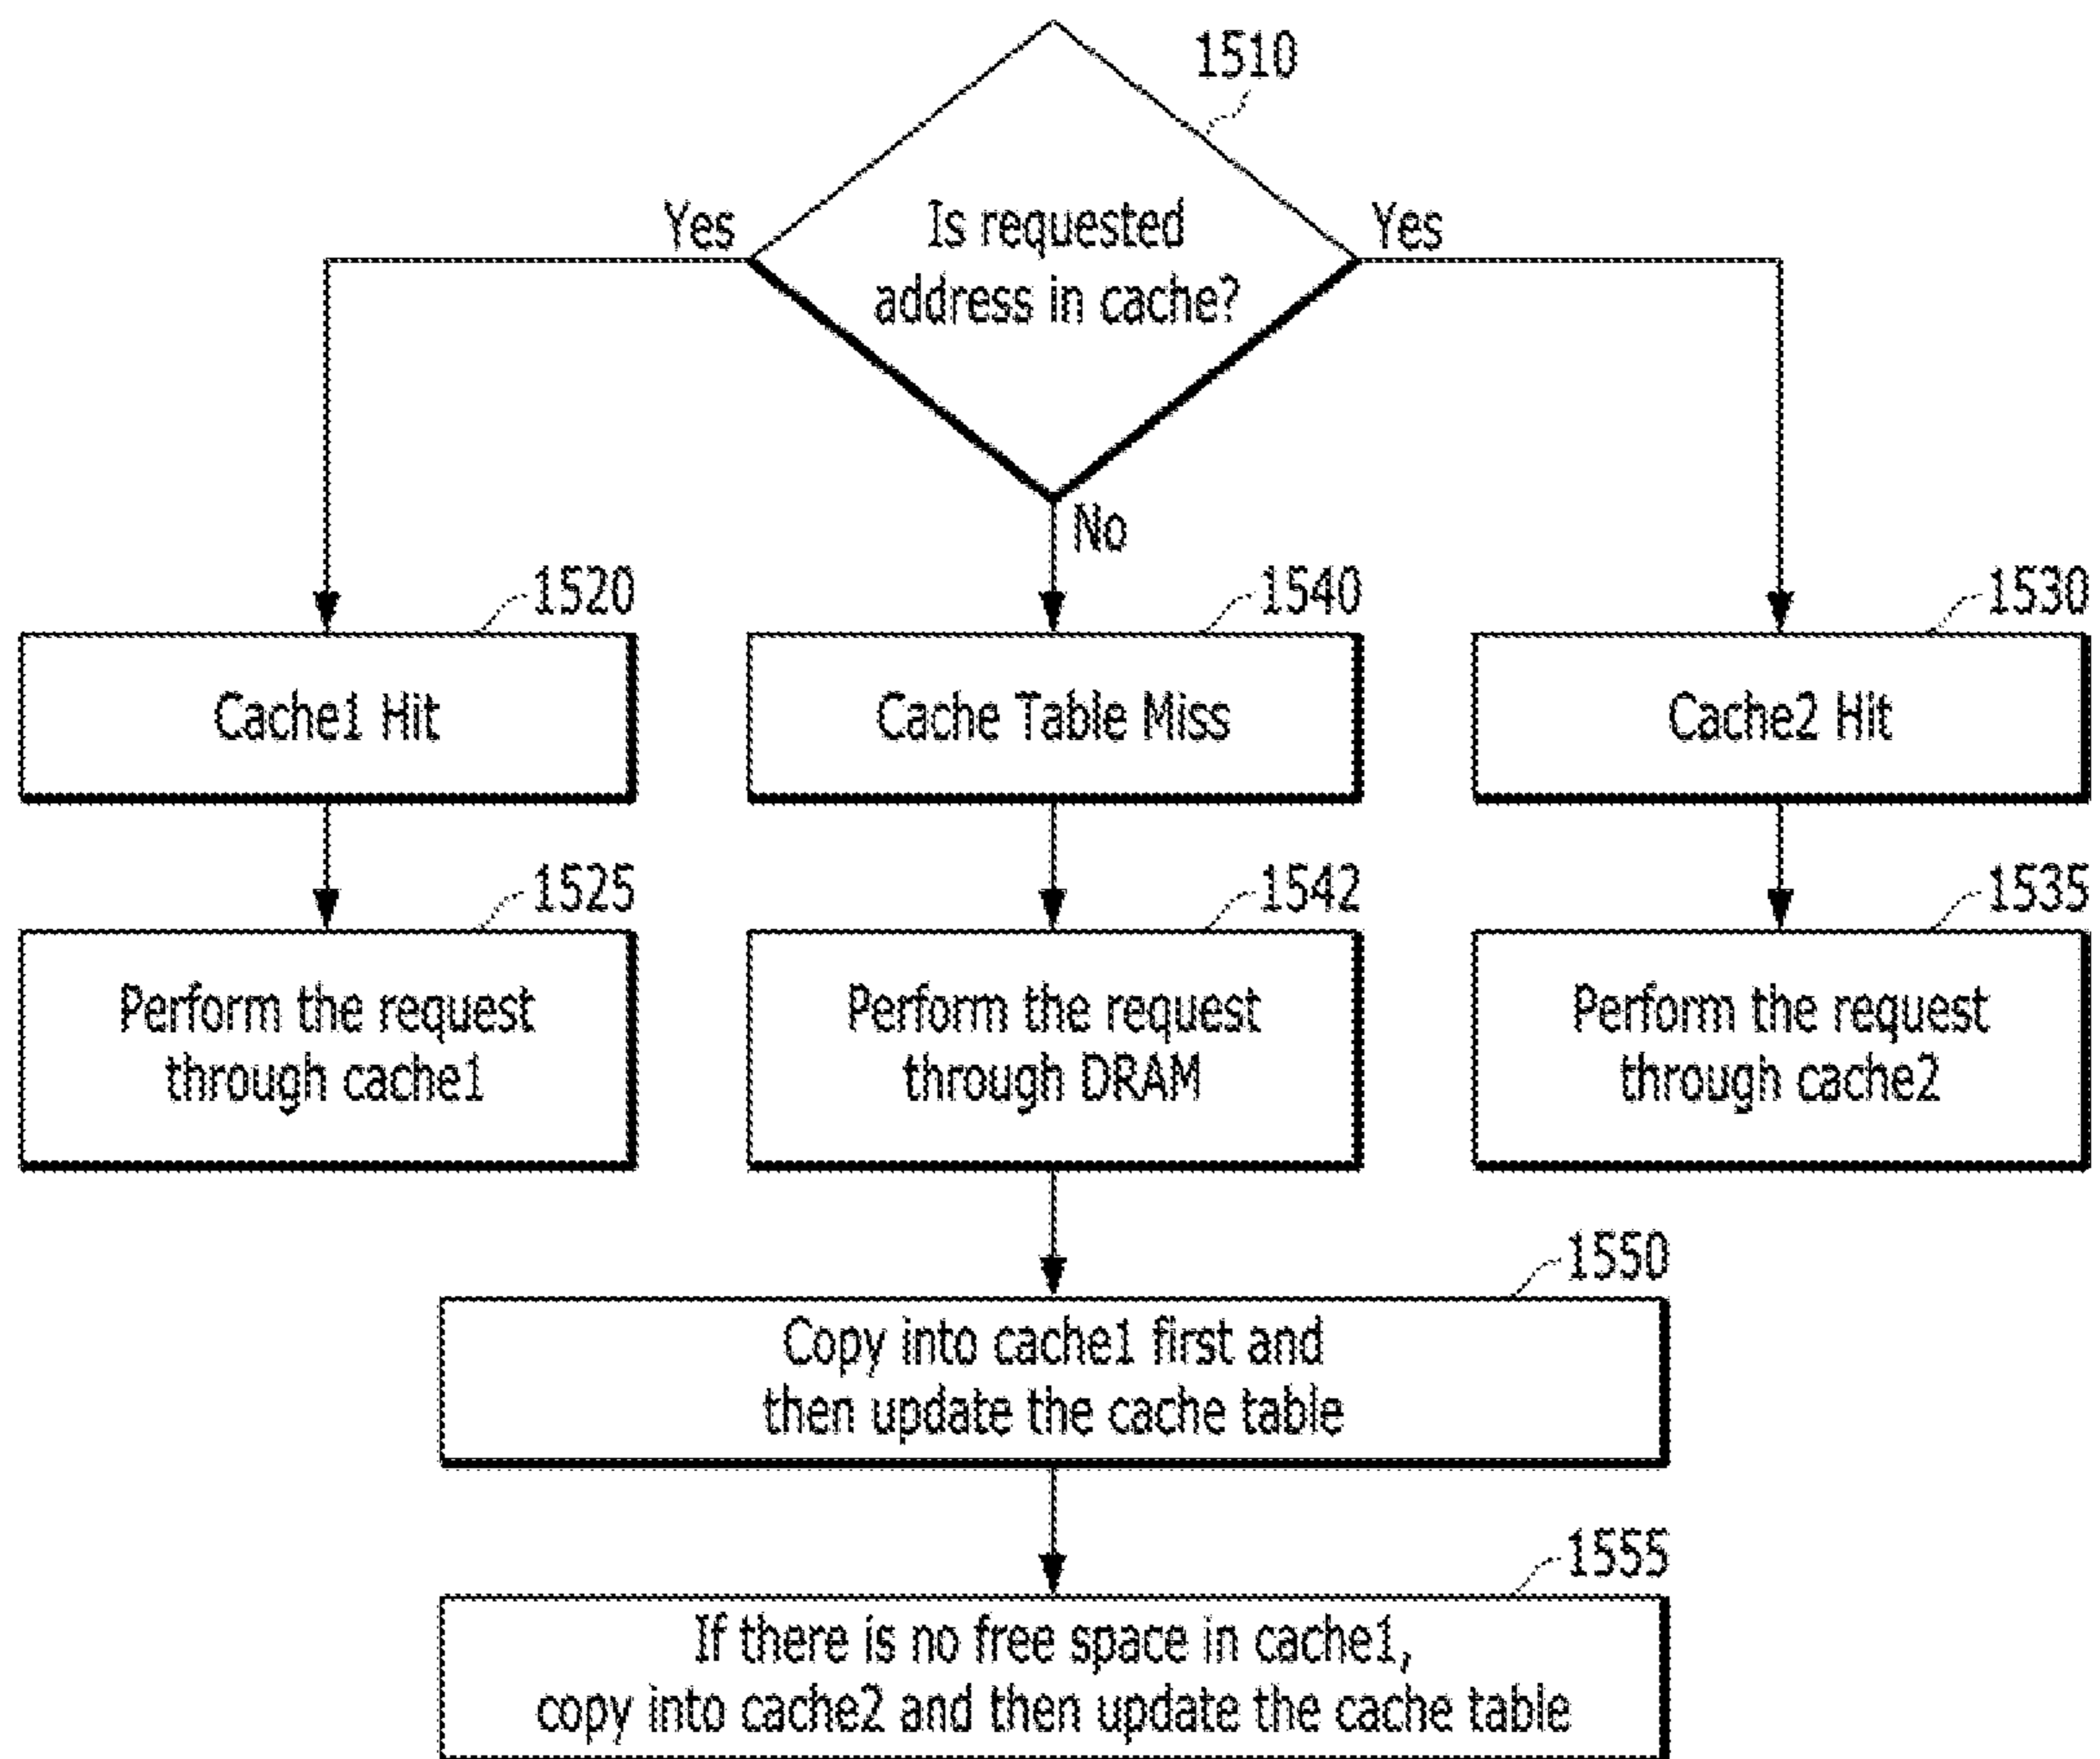 1510
Yes
Is requested
address in cache?
Yes
No
1520
Cache1 Hit
1540
Cache Table Miss
1530
Cache2 Hit
1525
Perform the request
through cache1
1542
Perform the request
through DRAM
1535
Perform the request
through cache2
1550
Copy into cache1 first and
then update the cache table
1555
If there is no free space in cache1,
copy into cache2 and then update the cache table